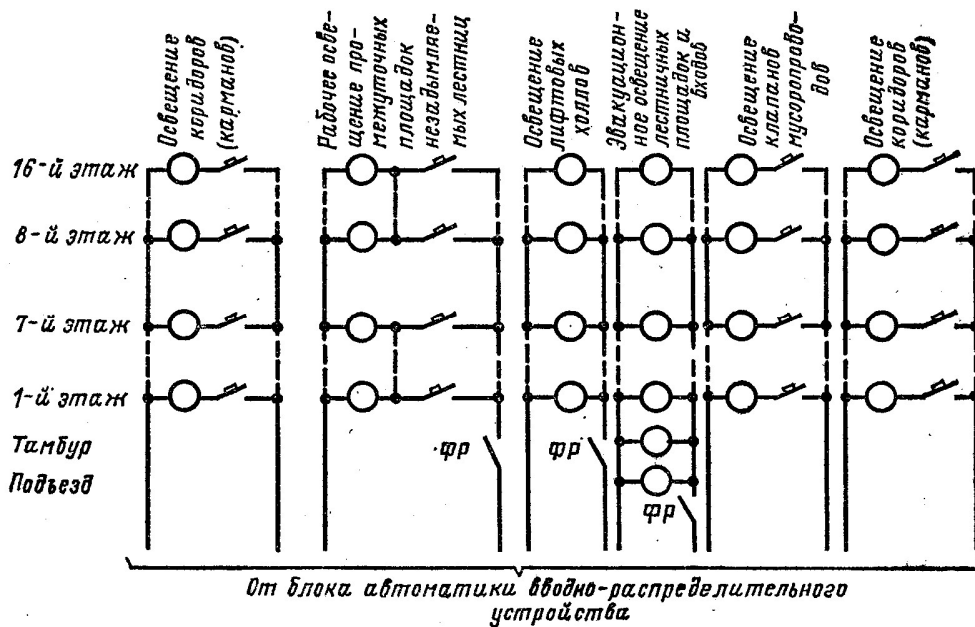 Освещение
коридоров
(карманов)
Рабочее осве-
щение про-
межуточных
площадок
незадымляе-
мых лестниц
Освещение
лифтовых
холлов
Эвакуацион-
ное освещение
лестничных
площадок и
входов
Освещение
клапанов
мусоропрово-
дов
Освещение
коридоров
(карманов)
16-й этаж
8-й этаж
7-й этаж
1-й этаж
Тамбур
Подъезд
фр
фр
фр
От блока автоматики вводно-распределительного
устройства